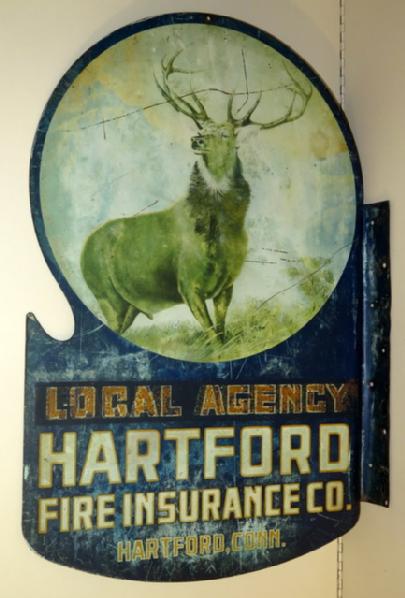 LOCAL AGENCY
HARTFORD
FIRE INSURANCE CO.
HARTFORD, CONN.